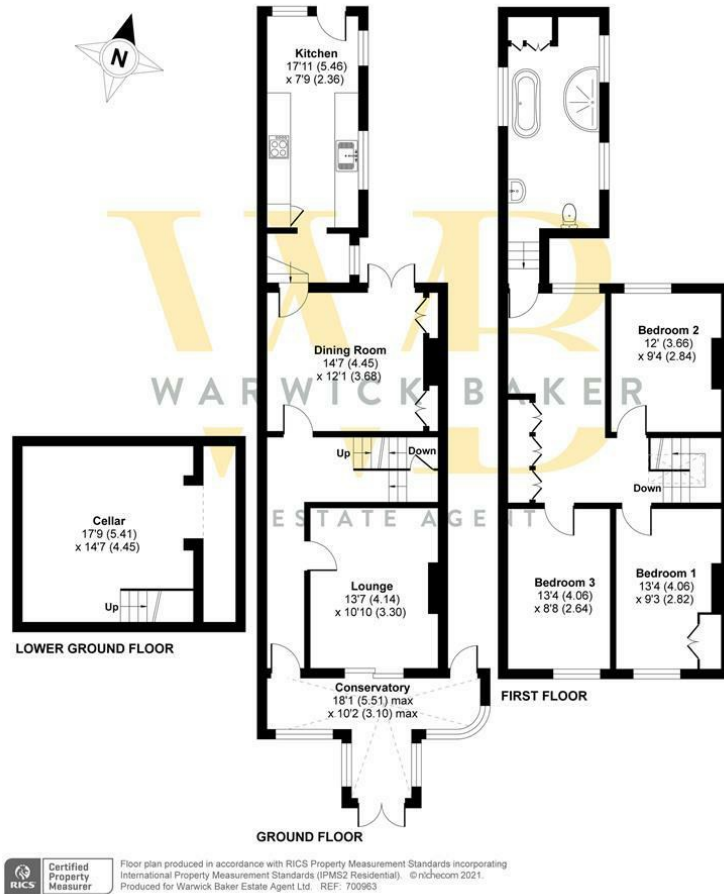 N
Kitchen
17'11 (5.46)
x 7'9 (2.36)
Dining Room
14'7 (4.45)
x 12'1 (3.68)
Bedroom 2
12' (3.66)
x 9'4 (2.84)
WB
WARWICK BAKER
ESTATE AGENT
Up
Down
Down
Cellar
17'9 (5.41)
x 14'7 (4.45)
Up
LOWER GROUND FLOOR
Lounge
13'7 (4.14)
x 10'10 (3.30)
Bedroom 3
13'4 (4.06)
x 8'8 (2.64)
Bedroom 1
13'4 (4.06)
x 9'3 (2.82)
Conservatory
18'1 (5.51) max
x 10'2 (3.10) max
FIRST FLOOR
GROUND FLOOR
RICS
Certified
Property
Measurer
Floor plan produced in accordance with RICS Property Measurement Standards incorporating
International Property Measurement Standards (IPMS2 Residential). © nichecom 2021.
Produced for Warwick Baker Estate Agent Ltd. REF: 700963